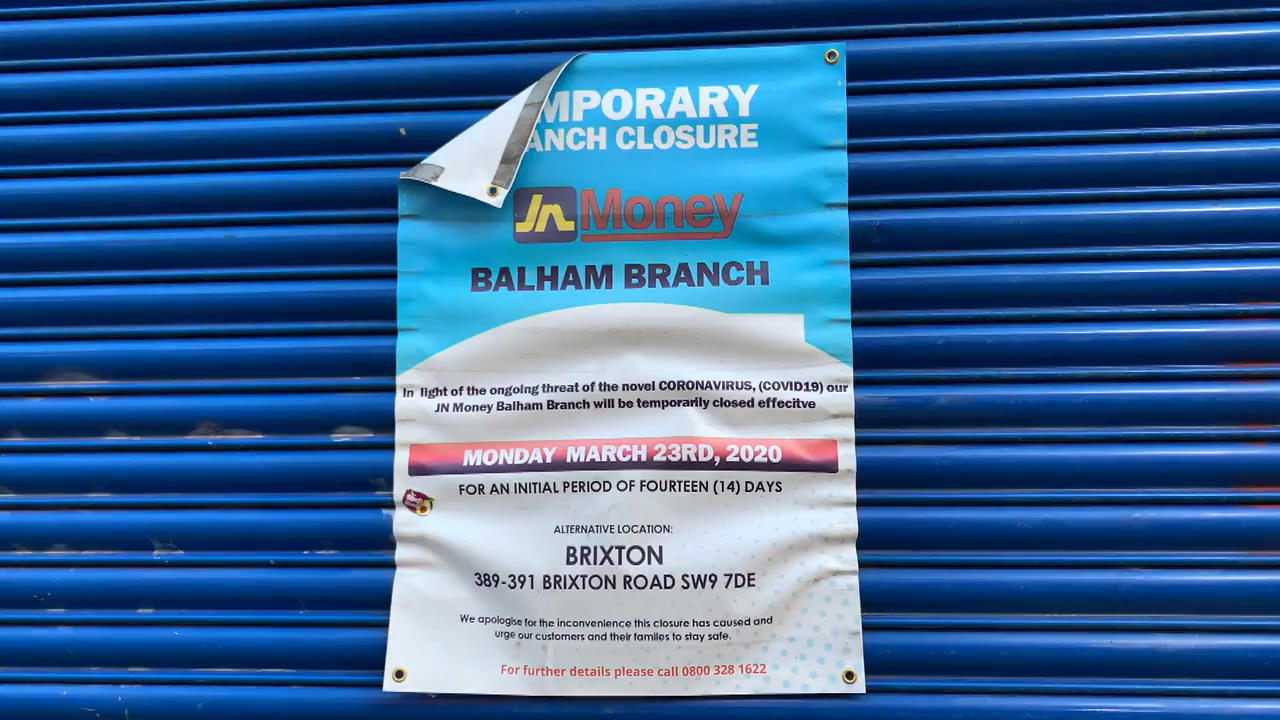 MPORARY
ANCH CLOSURE
Jn Money
BALHAM BRANCH
In light of the ongoing threat of the novel CORONAVIRUS, (COVID19) our
JN Money Balham Branch will be temporarily closed effecitve
MONDAY MARCH 23RD, 2020
FOR AN INITIAL PERIOD OF FOURTEEN (14) DAYS
ALTERNATIVE LOCATION:
BRIXTON
389-391 BRIXTON ROAD SW9 7DE
We apologise for the inconvenience this closure has caused and
urge our customers and their familes to stay safe.
For further details please call 0800 328 1622